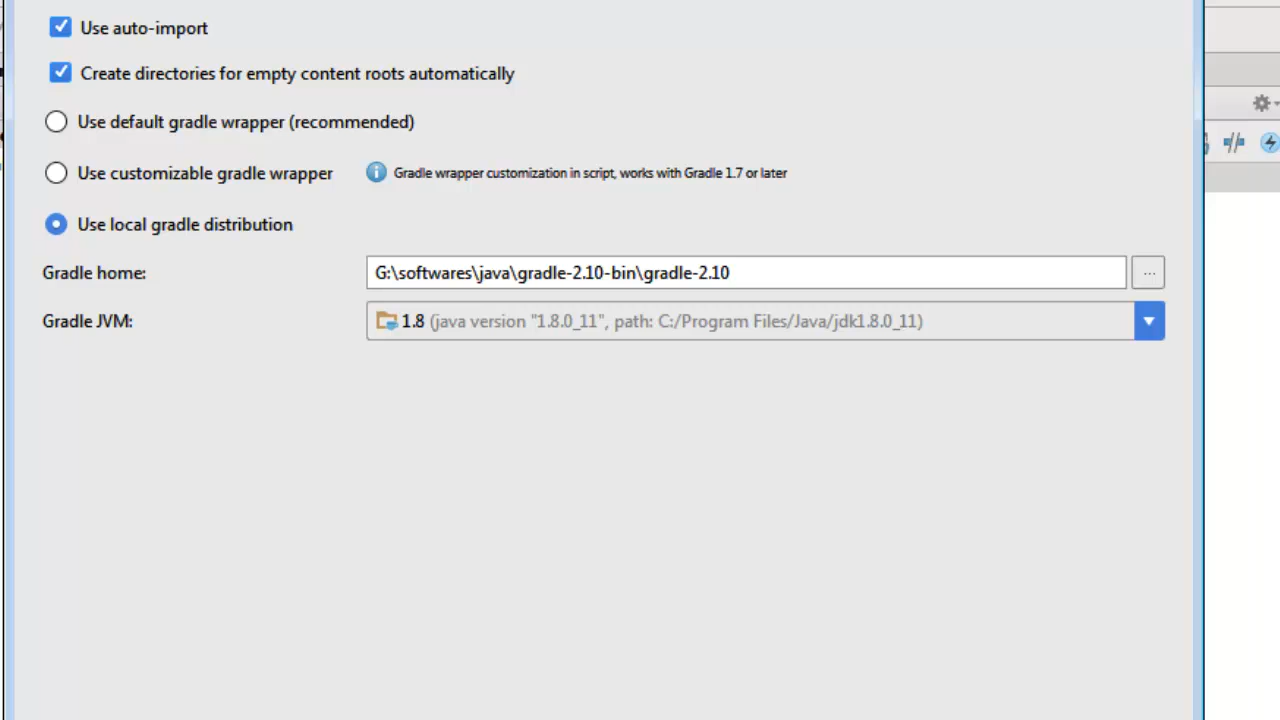 Use auto-import
Create directories for empty content roots automatically
Use default gradle wrapper (recommended)
Use customizable gradle wrapper Gradle wrapper customization in script, works with Gradle 1.7 or later
Use local gradle distribution
Gradle home: G:\softwares\java\gradle-2.10-bin\gradle-2.10 ...
Gradle JVM: 1.8 (java version "1.8.0_11", path: C:/Program Files/Java/jdk1.8.0_11)